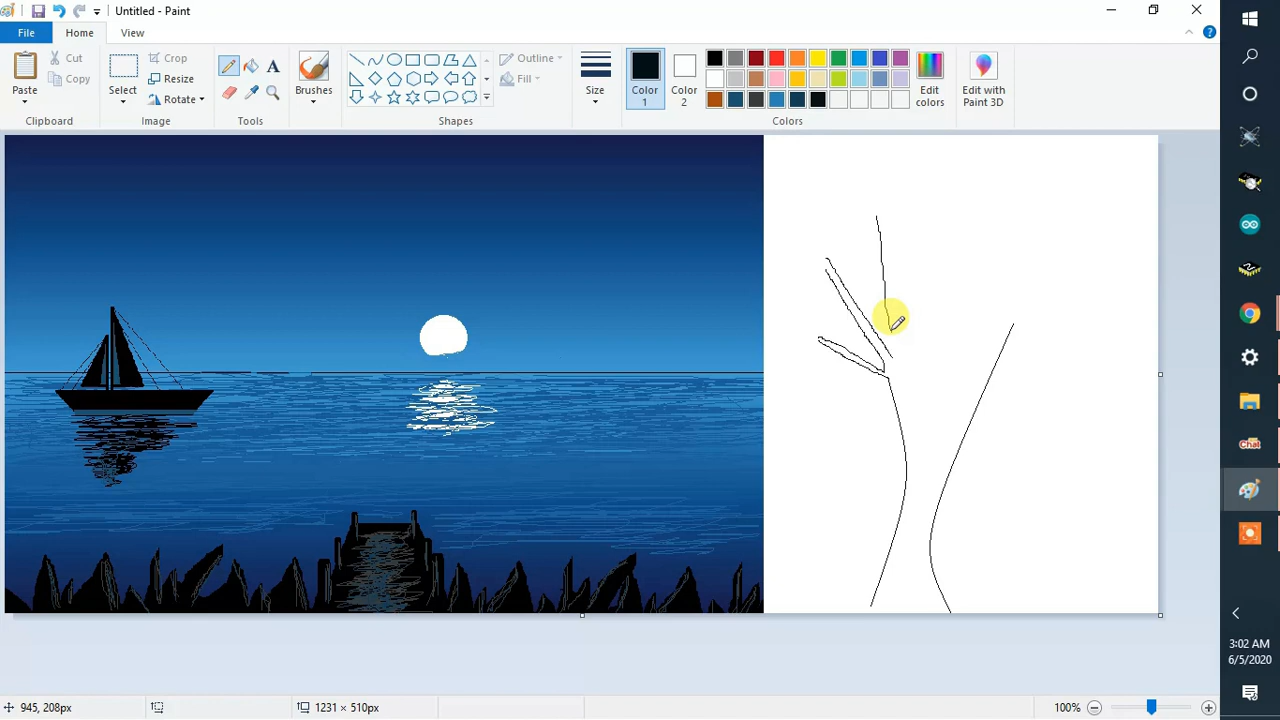 Untitled - Paint
File
Home
View
Paste
Cut
Copy
Clipboard
Select
Crop
Resize
Rotate
Image
Tools
Brushes
Shapes
Outline
Fill
Size
Color
1
Color
2
Edit
colors
Colors
Edit with
Paint 3D
Chat
3:02 AM
6/5/2020
945, 208px
1231 × 510px
100%